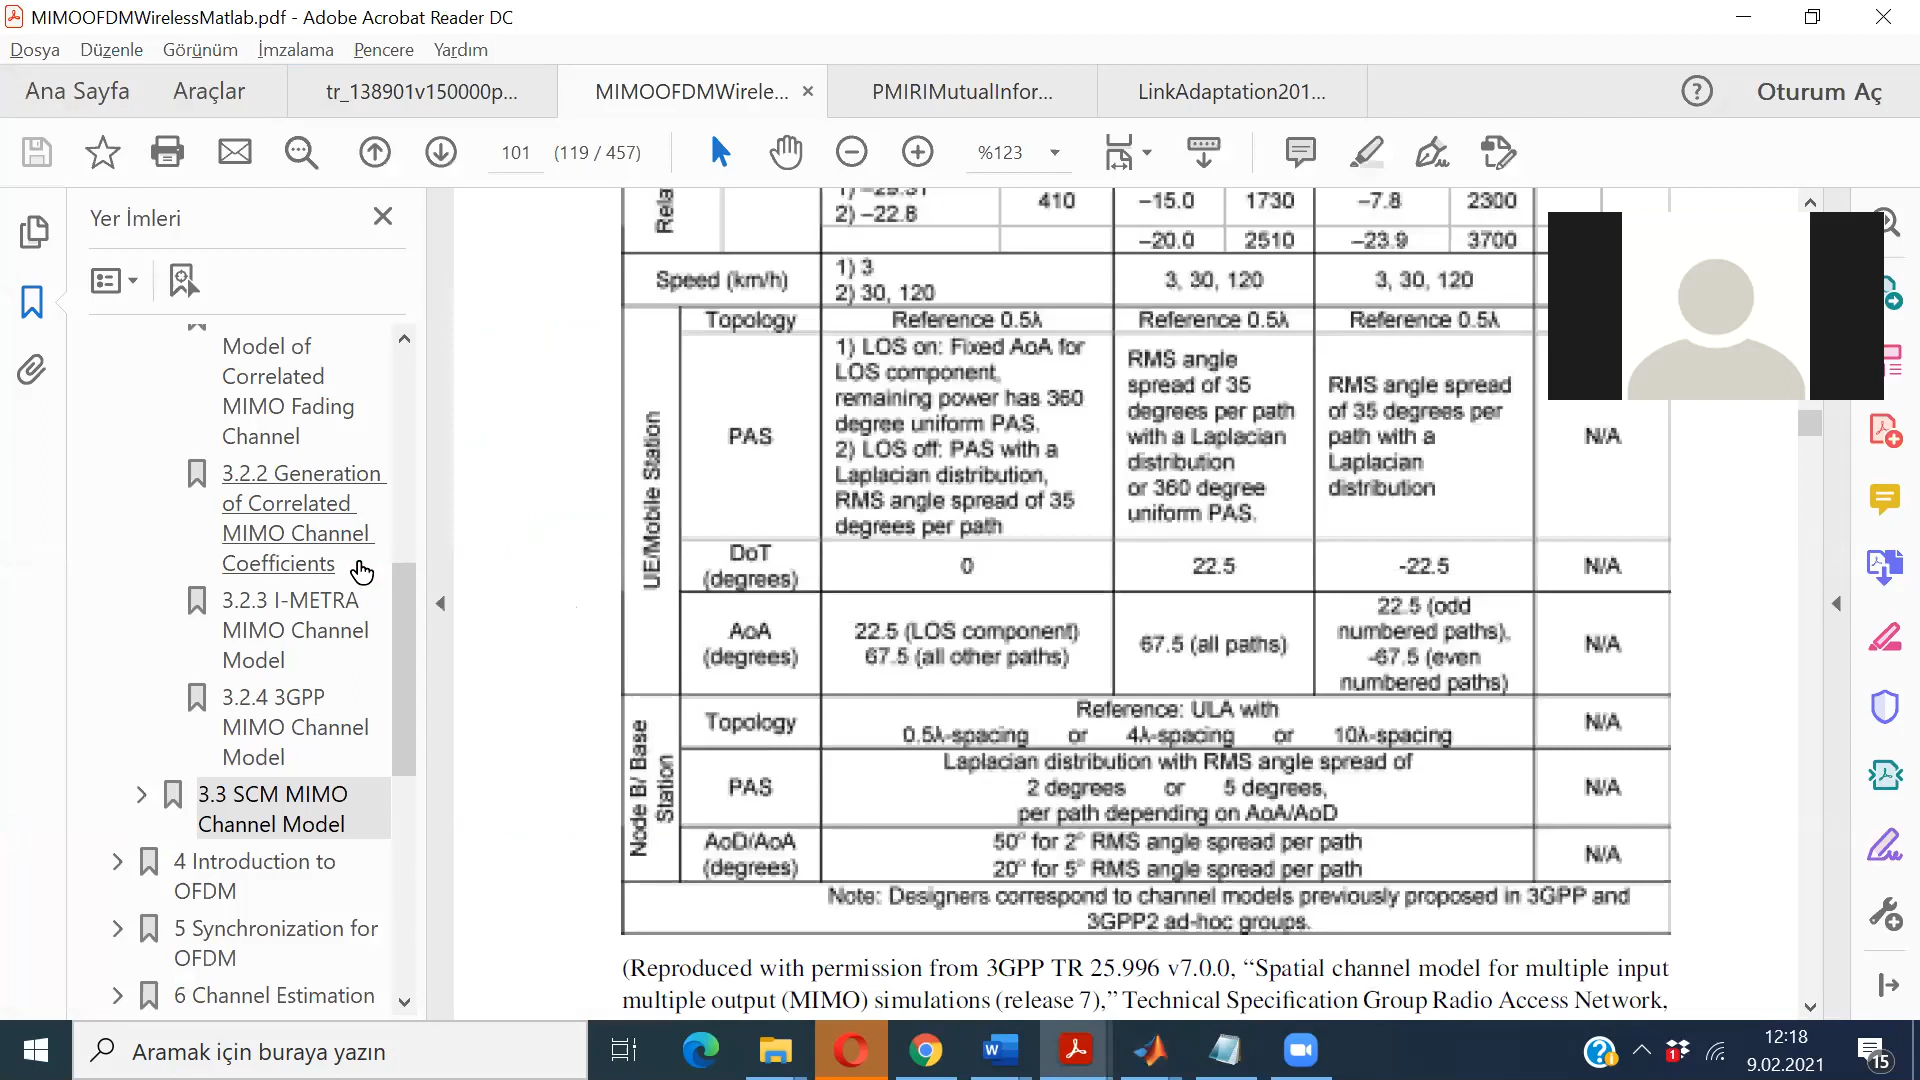 MIMOOFDMWirelessMatlab.pdf - Adobe Acrobat Reader DC
Dosya Düzenle Görünüm İmzalama Pencere Yardım
Ana Sayfa Araçlar tr_138901v150000p... MIMOOFDMWirele... × PMIRIMutualInfor... LinkAdaptation201... ? Oturum Aç
101 (119 / 457) %123
Yer İmleri
Model of
Correlated
MIMO Fading
Channel
3.2.2 Generation
of Correlated
MIMO Channel
Coefficients
3.2.3 I-METRA
MIMO Channel
Model
3.2.4 3GPP
MIMO Channel
Model
3.3 SCM MIMO
Channel Model
4 Introduction to
OFDM
5 Synchronization for
OFDM
6 Channel Estimation
Rela
2) –22.8 410 –15.0 1730 –7.8 2300
–20.0 2510 –23.9 3700
Speed (km/h)
1) 3
2) 30, 120
3, 30, 120 3, 30, 120
UE/Mobile Station
Topology Reference 0.5λ Reference 0.5λ Reference 0.5λ
PAS
1) LOS on: Fixed AoA for
LOS component,
remaining power has 360
degree uniform PAS.
2) LOS off: PAS with a
Laplacian distribution,
RMS angle spread of 35
degrees per path
RMS angle
spread of 35
degrees per path
with a Laplacian
distribution
or 360 degree
uniform PAS.
RMS angle spread
of 35 degrees per
path with a
Laplacian
distribution
N/A
DoT
(degrees)
0 22.5 -22.5 N/A
AoA
(degrees)
22.5 (LOS component)
67.5 (all other paths)
67.5 (all paths)
22.5 (odd
numbered paths),
-67.5 (even
numbered paths)
N/A
Node B/ Base
Station
Topology
Reference: ULA with
0.5λ-spacing or 4λ-spacing or 10λ-spacing
N/A
PAS
Laplacian distribution with RMS angle spread of
2 degrees or 5 degrees,
per path depending on AoA/AoD
N/A
AoD/AoA
(degrees)
50° for 2° RMS angle spread per path
20° for 5° RMS angle spread per path
N/A
Note: Designers correspond to channel models previously proposed in 3GPP and
3GPP2 ad-hoc groups.
(Reproduced with permission from 3GPP TR 25.996 v7.0.0, “Spatial channel model for multiple input
multiple output (MIMO) simulations (release 7),” Technical Specification Group Radio Access Network,
Aramak için buraya yazın
12:18
9.02.2021
15